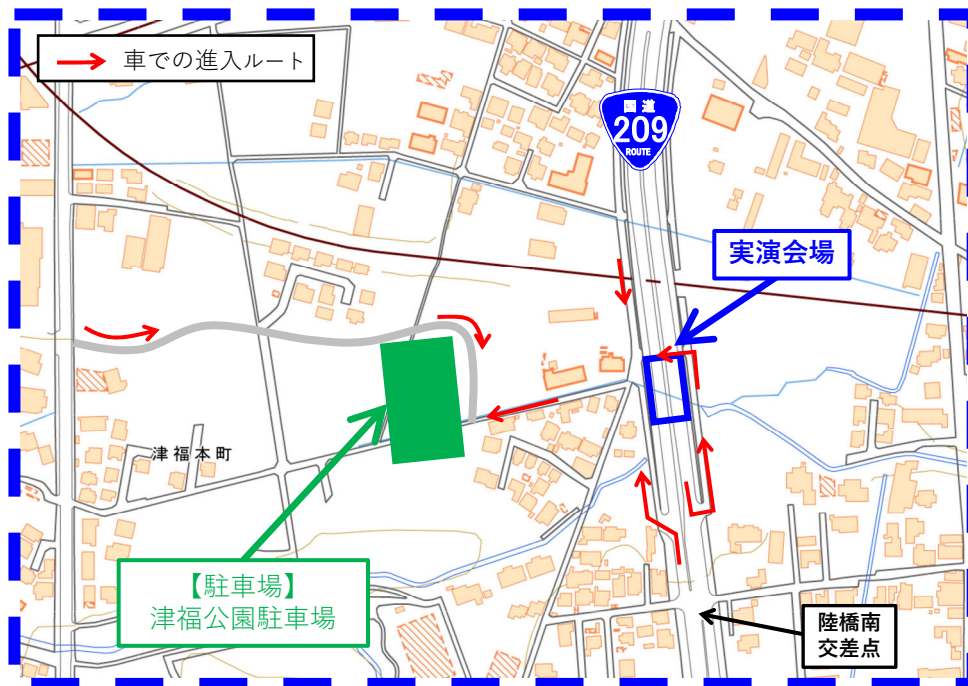 車での進入ルート
国道
209
ROUTE
実演会場
津福本町
【駐車場】
津福公園駐車場
陸橋南
交差点